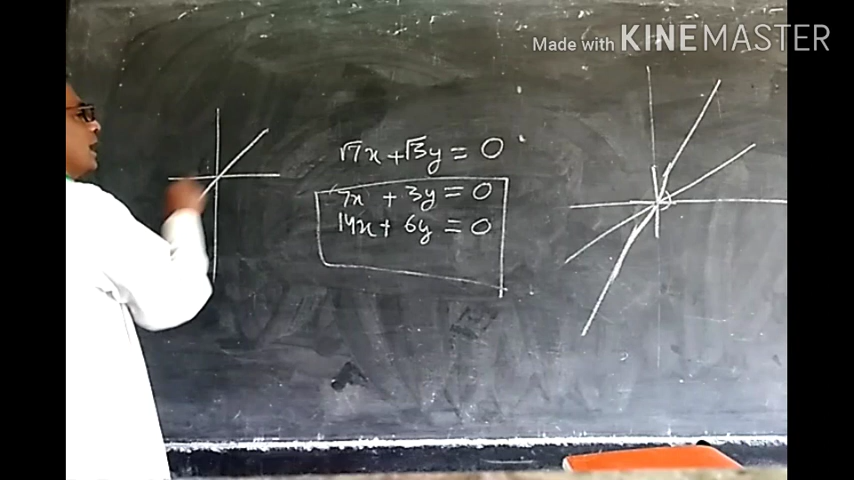 Made with KINEMASTER
√7x + √3y = 0
7x + 3y = 0
14x + 6y = 0